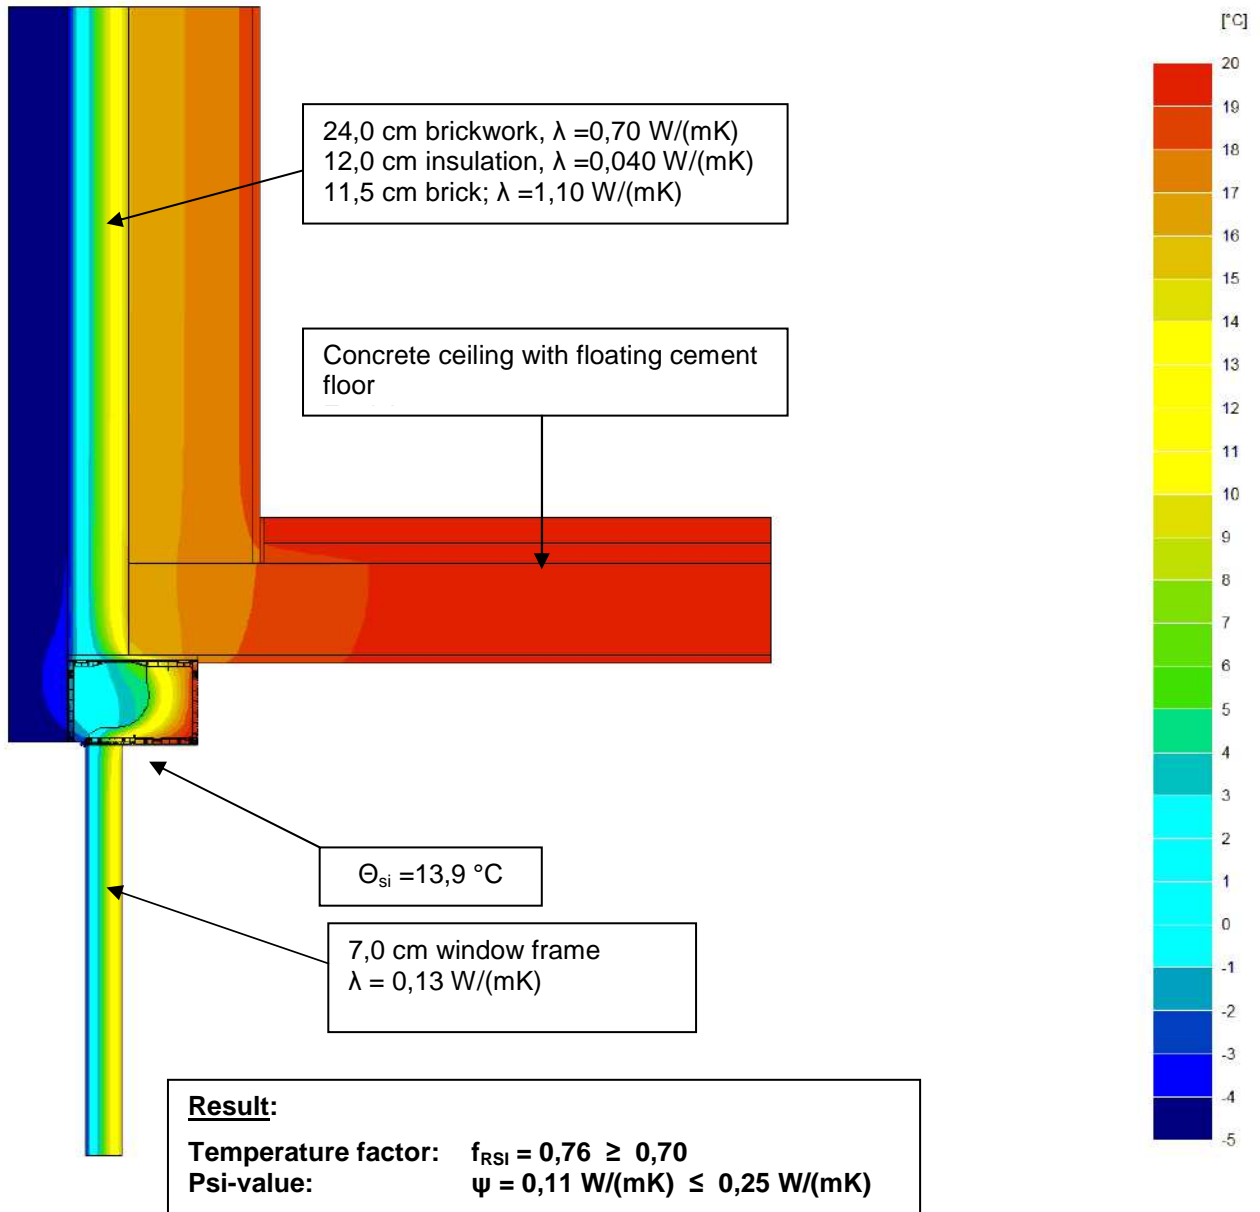 [°C]
24,0 cm brickwork, λ =0,70 W/(mK)
12,0 cm insulation, λ =0,040 W/(mK)
11,5 cm brick; λ =1,10 W/(mK)
Concrete ceiling with floating cement
floor
Θsi =13,9 °C
7,0 cm window frame
λ = 0,13 W/(mK)
Result:
Temperature factor: fRSI = 0,76 ≥ 0,70
Psi-value: ψ = 0,11 W/(mK) ≤ 0,25 W/(mK)
20
19
18
17
16
15
14
13
12
11
10
9
8
7
6
5
4
3
2
1
0
-1
-2
-3
-4
-5